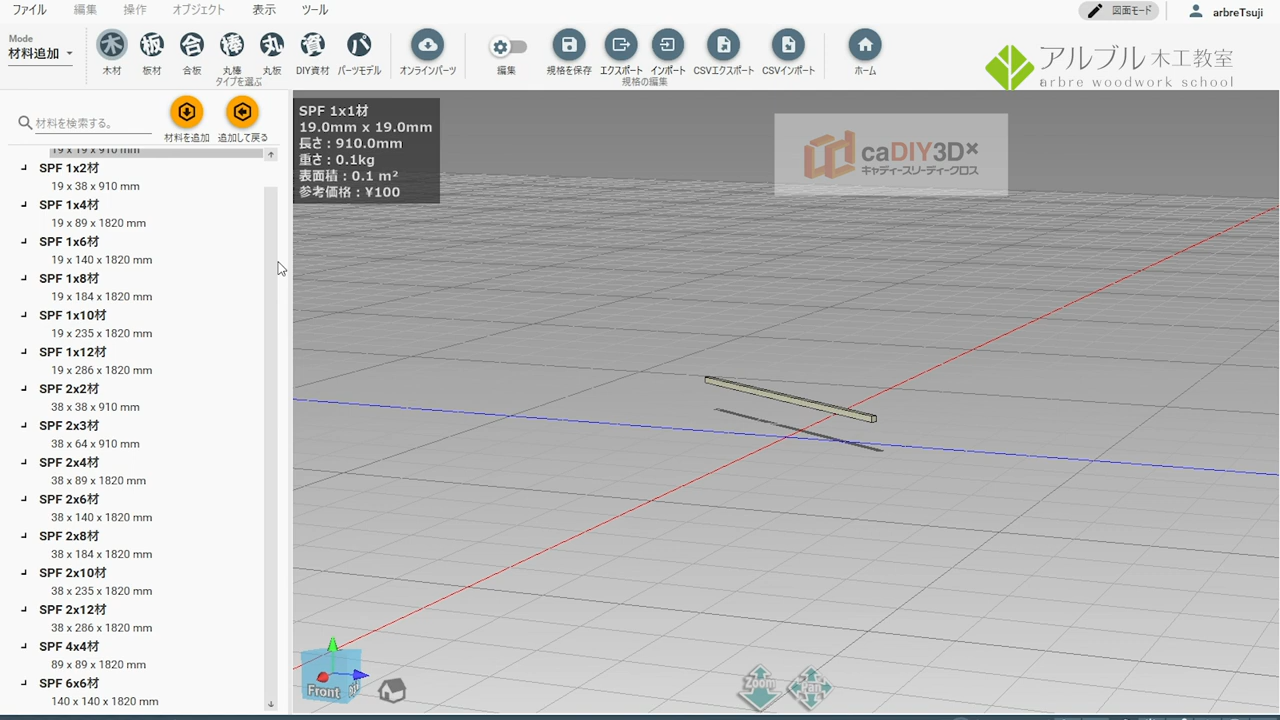 ファイル 編集 操作 オブジェクト 表示 ツール
図面モード arbreTsuji
Mode
材料追加
木 板 合 棒 丸 資 パ
木材 板材 合板 丸棒 丸板 DIY資材 パーツモデル オンラインパーツ 編集 規格を保存 エクスポート インポート CSVエクスポート CSVインポート ホーム
タイプを選ぶ 規格の編集
アルブル木工教室
arbre woodwork school
材料を検索する。
材料を追加 追加して戻る
19 x 19 x 910 mm
SPF 1x2材
19 x 38 x 910 mm
SPF 1x4材
19 x 89 x 1820 mm
SPF 1x6材
19 x 140 x 1820 mm
SPF 1x8材
19 x 184 x 1820 mm
SPF 1x10材
19 x 235 x 1820 mm
SPF 1x12材
19 x 286 x 1820 mm
SPF 2x2材
38 x 38 x 910 mm
SPF 2x3材
38 x 64 x 910 mm
SPF 2x4材
38 x 89 x 1820 mm
SPF 2x6材
38 x 140 x 1820 mm
SPF 2x8材
38 x 184 x 1820 mm
SPF 2x10材
38 x 235 x 1820 mm
SPF 2x12材
38 x 286 x 1820 mm
SPF 4x4材
89 x 89 x 1820 mm
SPF 6x6材
140 x 140 x 1820 mm
SPF 1x1材
19.0mm x 19.0mm
長さ：910.0mm
重さ：0.1kg
表面積：0.1 m²
参考価格：¥100
caDIY3D×
キャディースリーディークロス
Front
Zoom
Pan